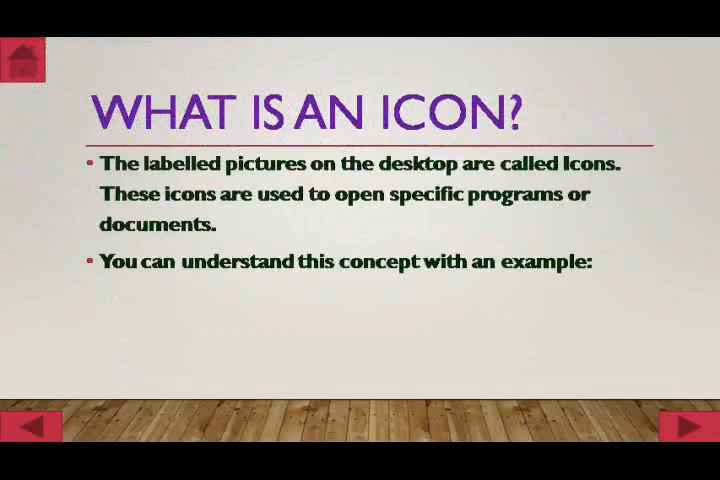 WHAT IS AN ICON?
• The labelled pictures on the desktop are called Icons.
These icons are used to open specific programs or
documents.
• You can understand this concept with an example: